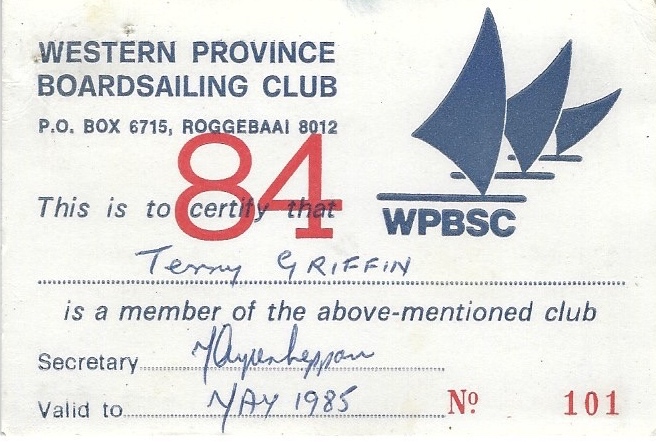 WESTERN PROVINCE
BOARDSAILING CLUB
P.O. BOX 6715, ROGGEBAAI 8012
84
This is to certify that
WPBSC
Terry GRIFFIN
is a member of the above-mentioned club
Secretary
Valid to MAY 1985 No. 101